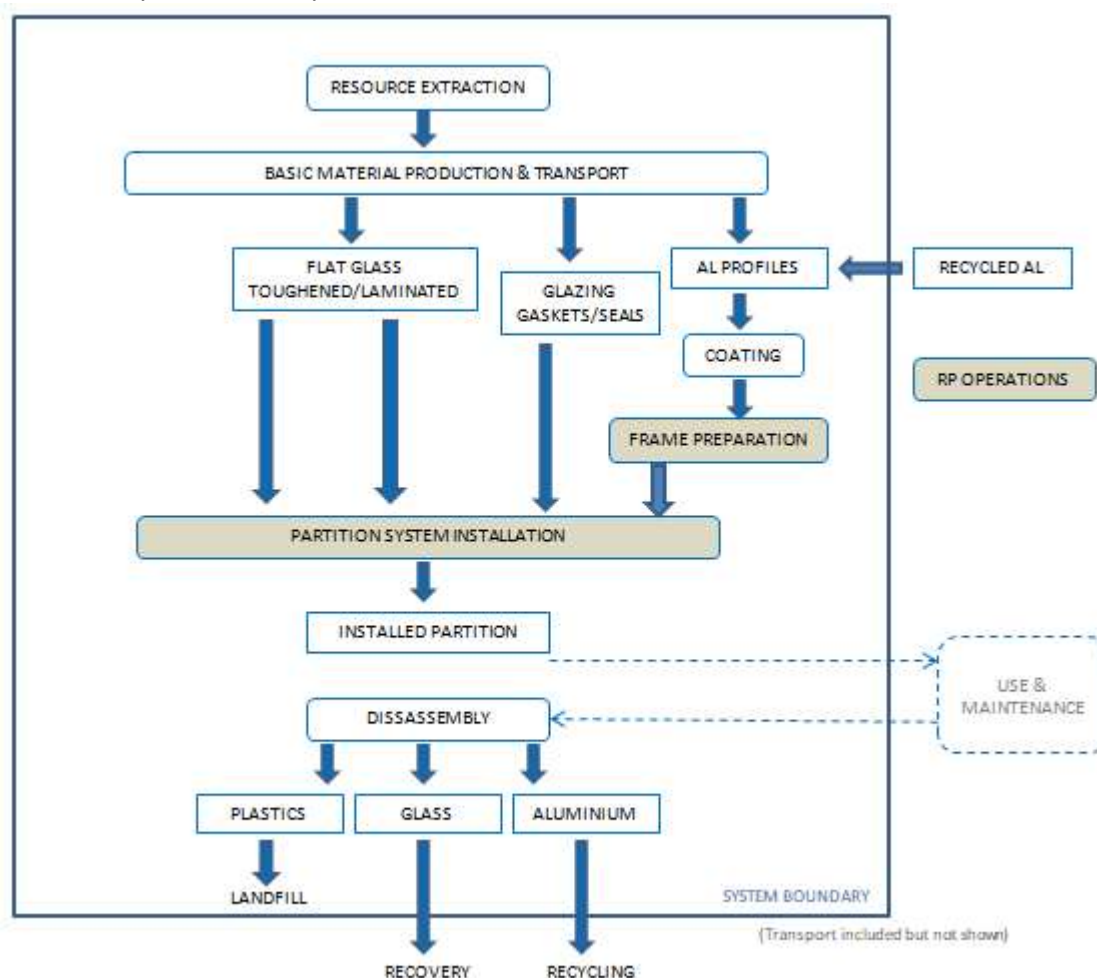 RESOURCE EXTRACTION
BASIC MATERIAL PRODUCTION & TRANSPORT
FLAT GLASS
TOUGHENED/LAMINATED
GLAZING
GASKETS/SEALS
AL PROFILES
RECYCLED AL
COATING
RP OPERATIONS
FRAME PREPARATION
PARTITION SYSTEM INSTALLATION
INSTALLED PARTITION
USE &
MAINTENANCE
DISSASSEMBLY
PLASTICS
GLASS
ALUMINIUM
LANDFILL
SYSTEM BOUNDARY
(Transport included but not shown)
RECOVERY
RECYCLING